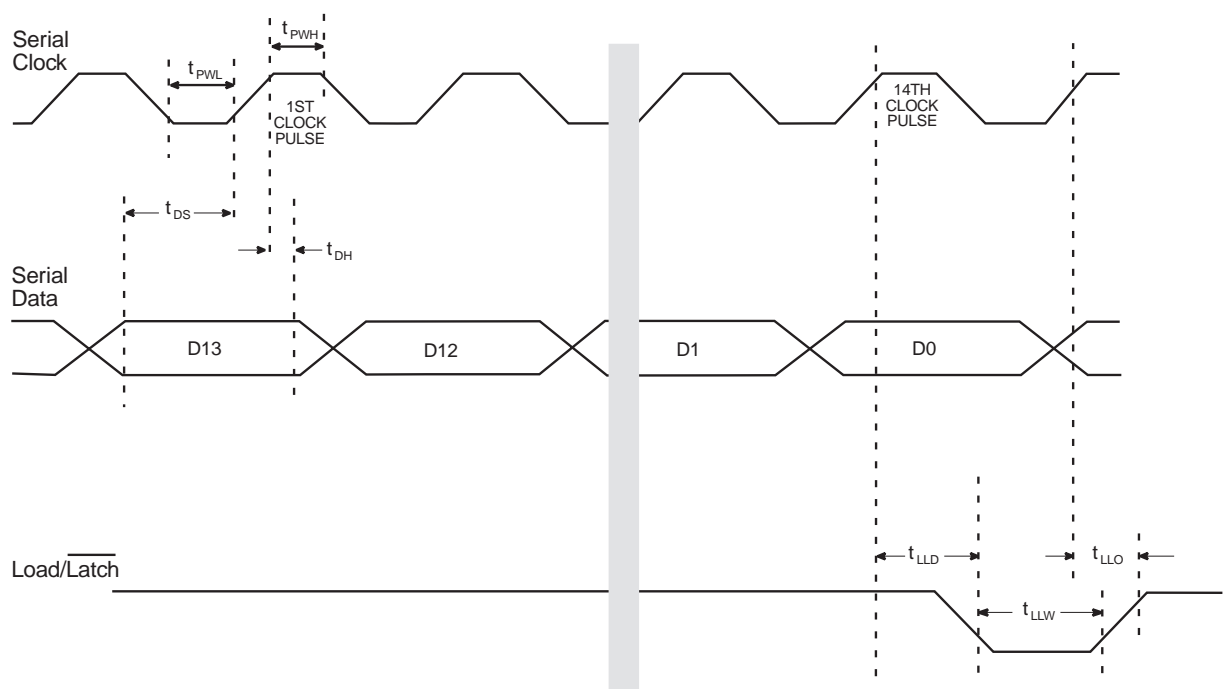 Serial
Clock
tPWL
tPWH
1ST
CLOCK
PULSE
14TH
CLOCK
PULSE
tDS
tDH
Serial
Data
D13
D12
D1
D0
Load/Latch
tLLD
tLLO
tLLW